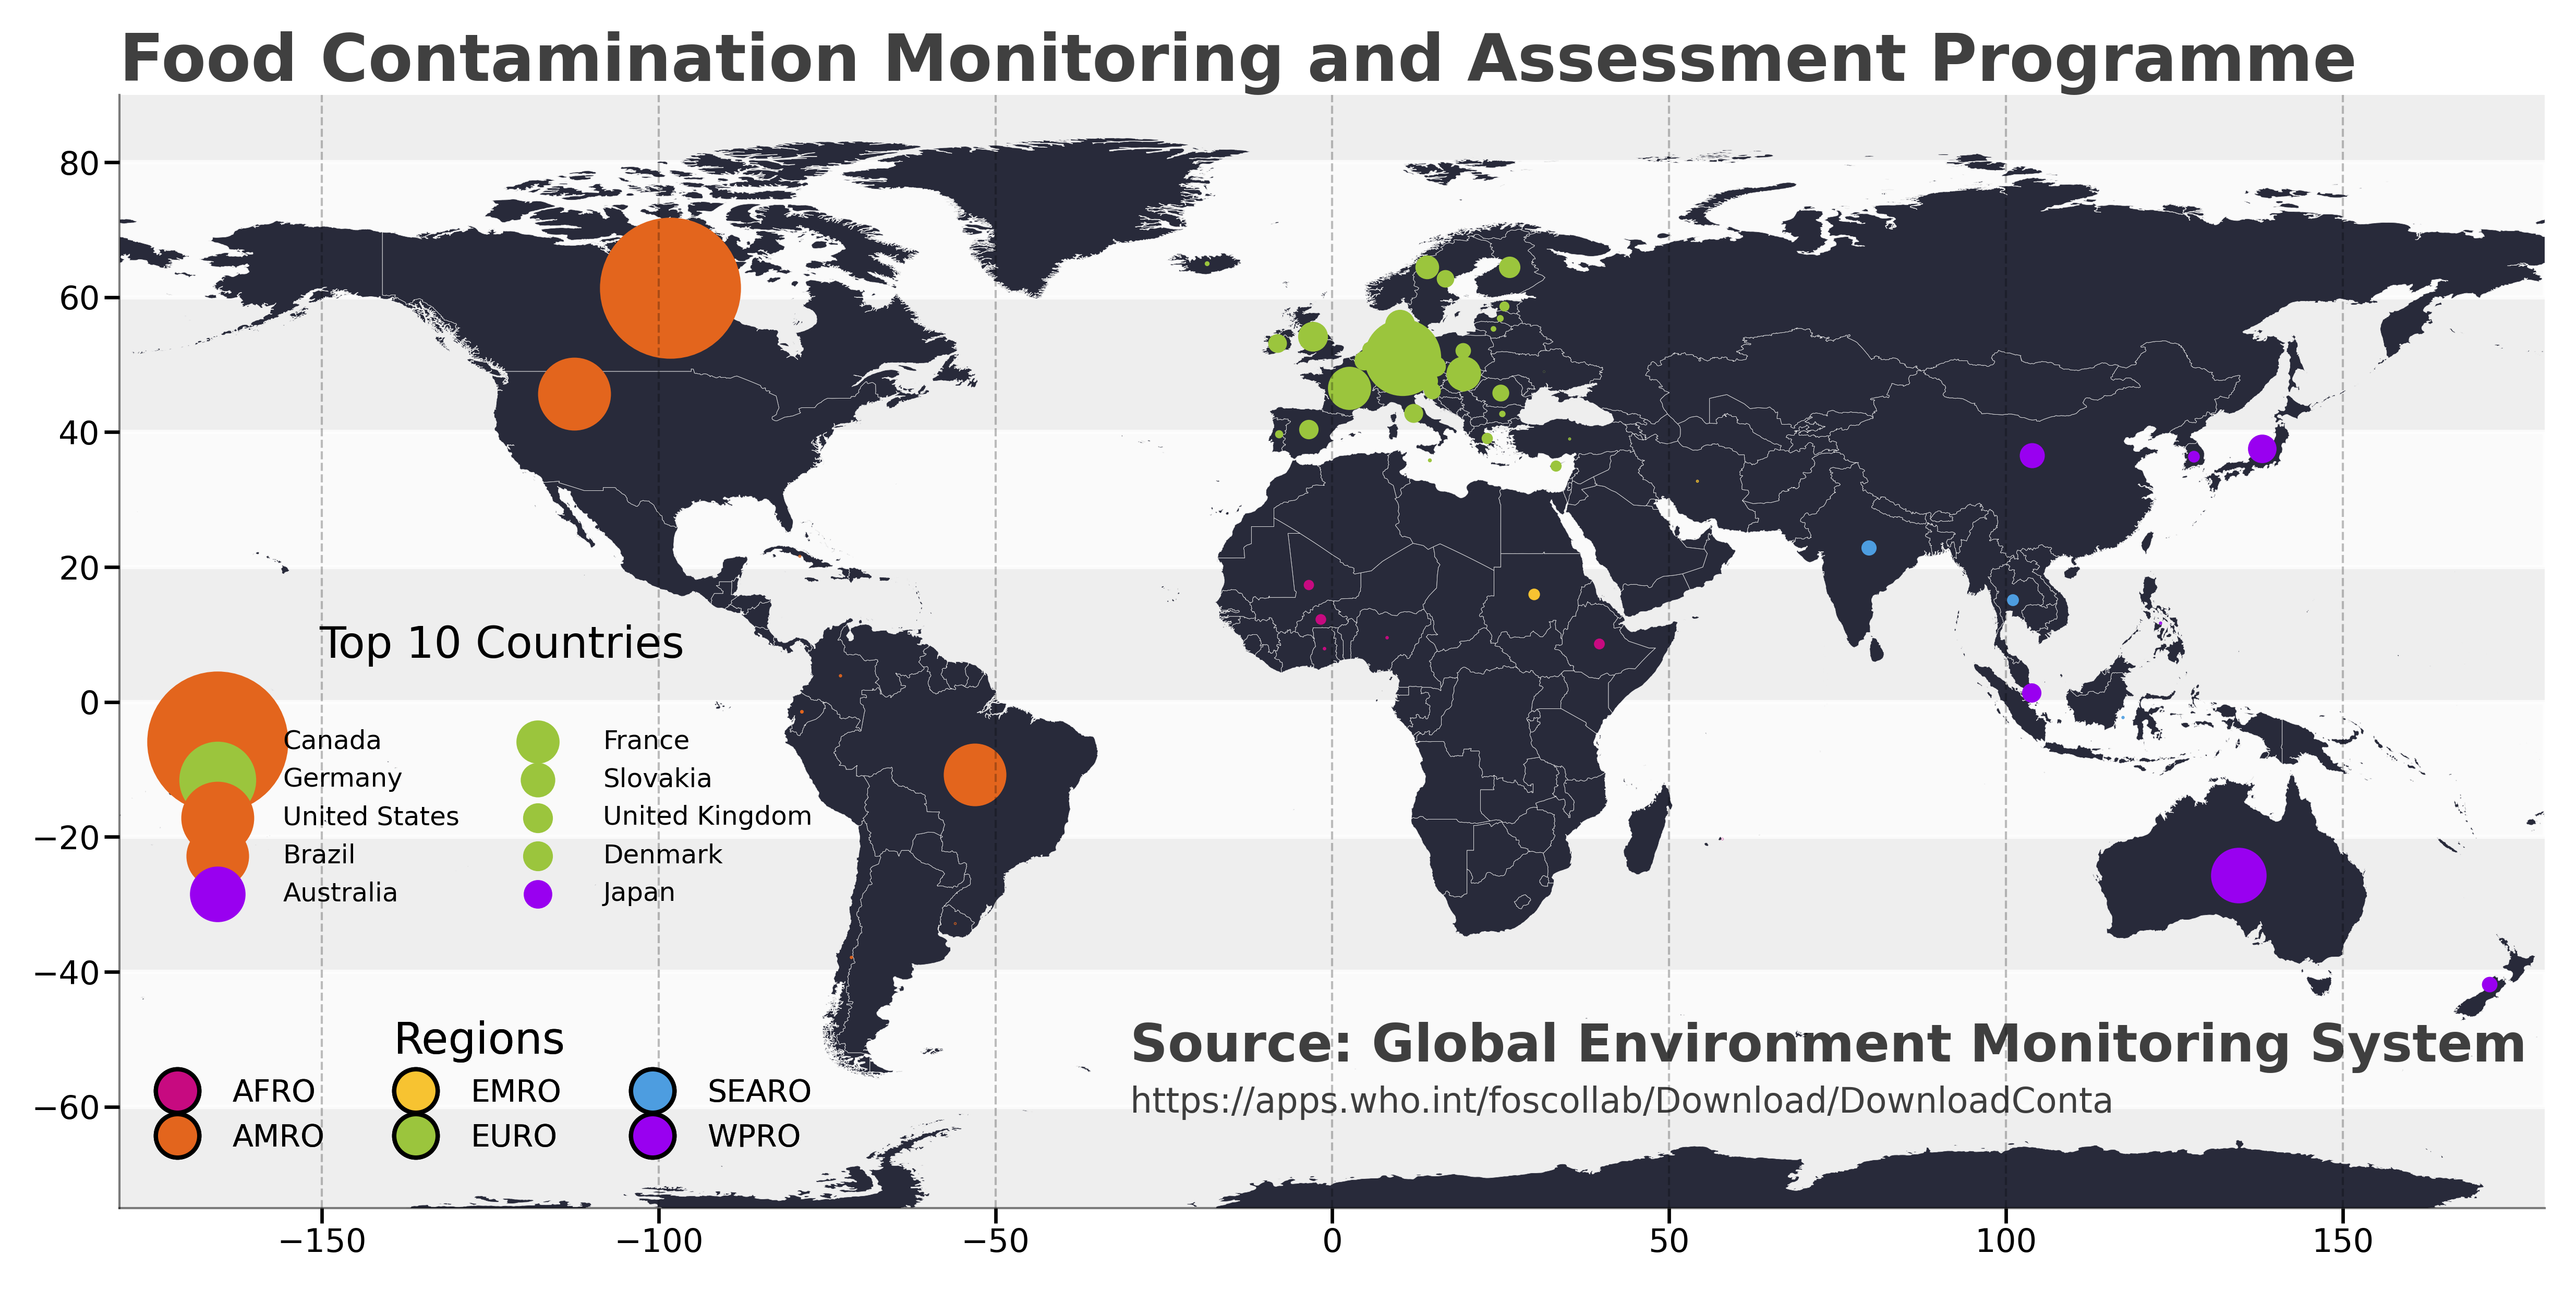 Food Contamination Monitoring and Assessment Programme
80
60
40
20
0
−20
−40
−60
Top 10 Countries
Canada France
Germany Slovakia
United States United Kingdom
Brazil Denmark
Australia Japan
Regions
AFRO EMRO SEARO
AMRO EURO WPRO
Source: Global Environment Monitoring System
https://apps.who.int/foscollab/Download/DownloadConta
−150 −100 −50 0 50 100 150